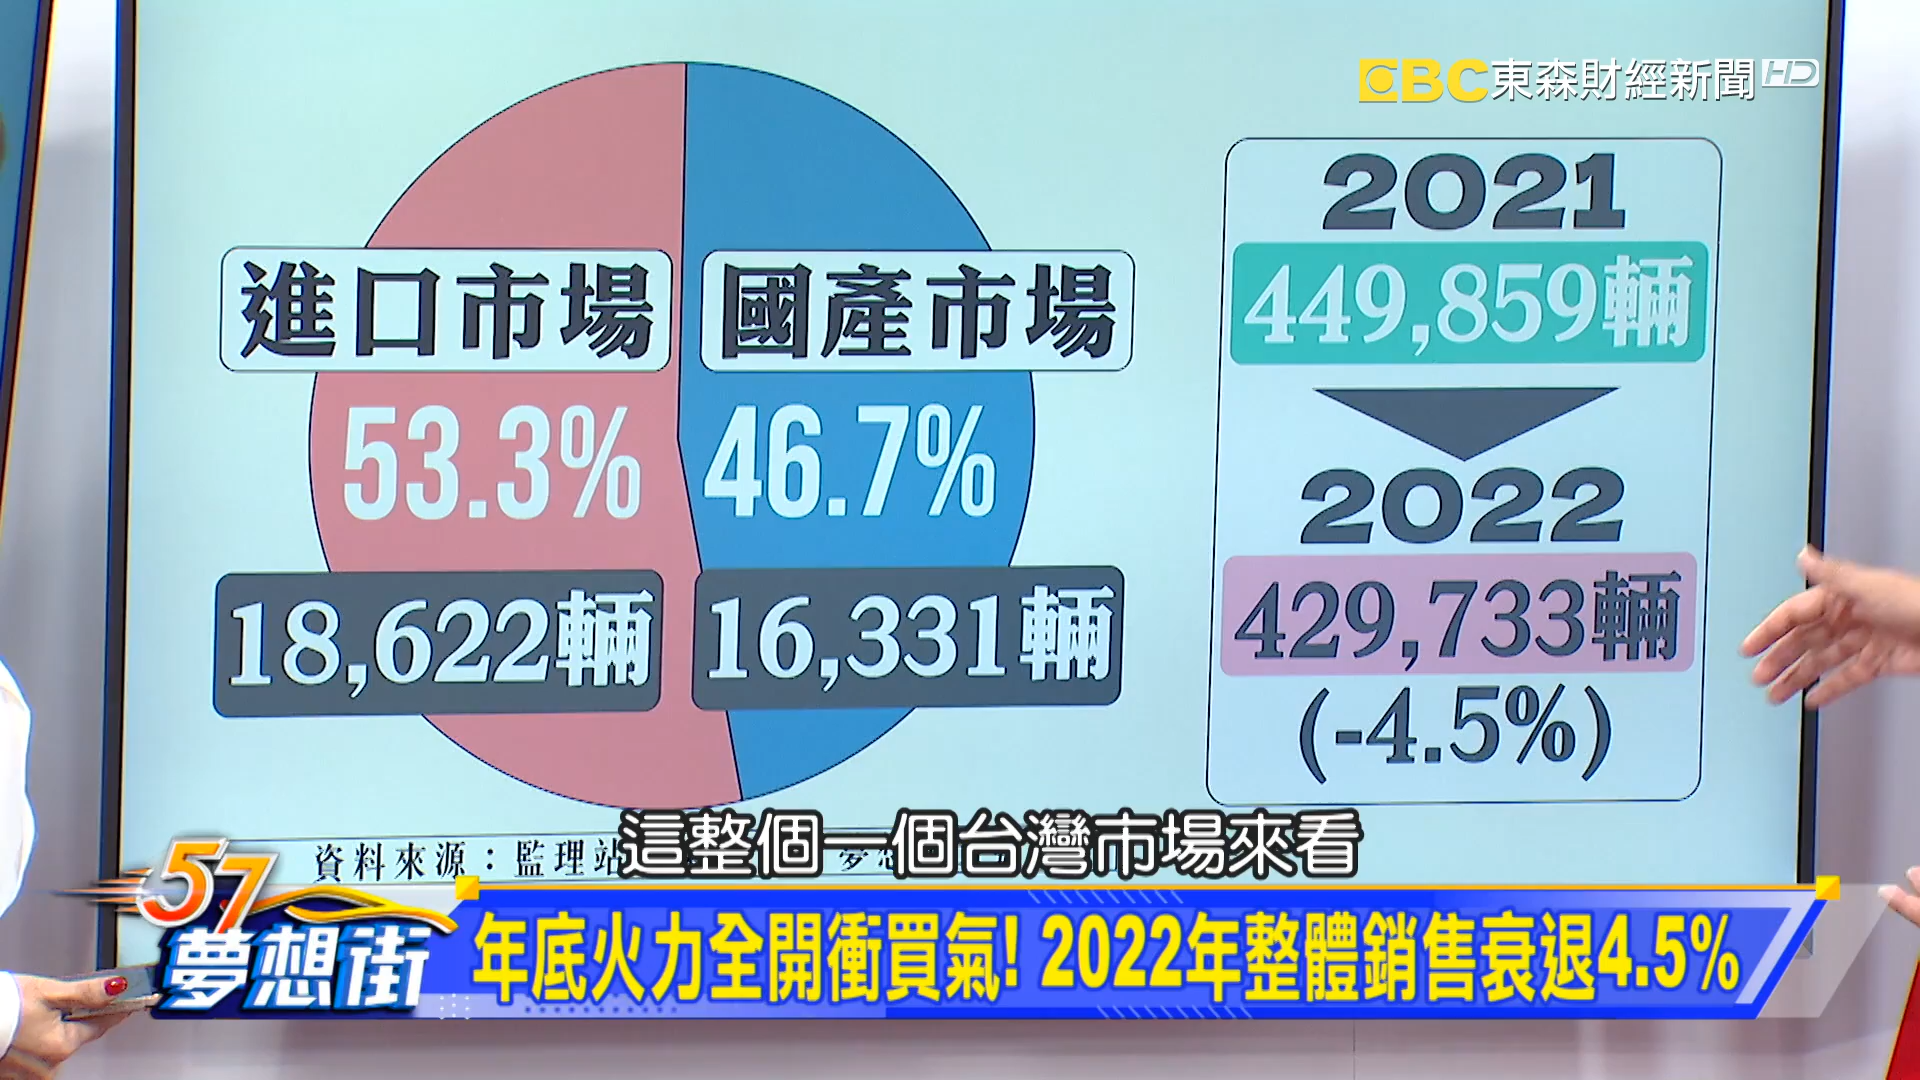 EBC東森財經新聞HD
進口市場
國產市場
53.3%
46.7%
18,622輛
16,331輛
2021
449,859輛
2022
429,733輛
(-4.5%)
資料來源：監理站
這整個一個台灣市場來看
57
夢想街
年底火力全開衝買氣! 2022年整體銷售衰退4.5%